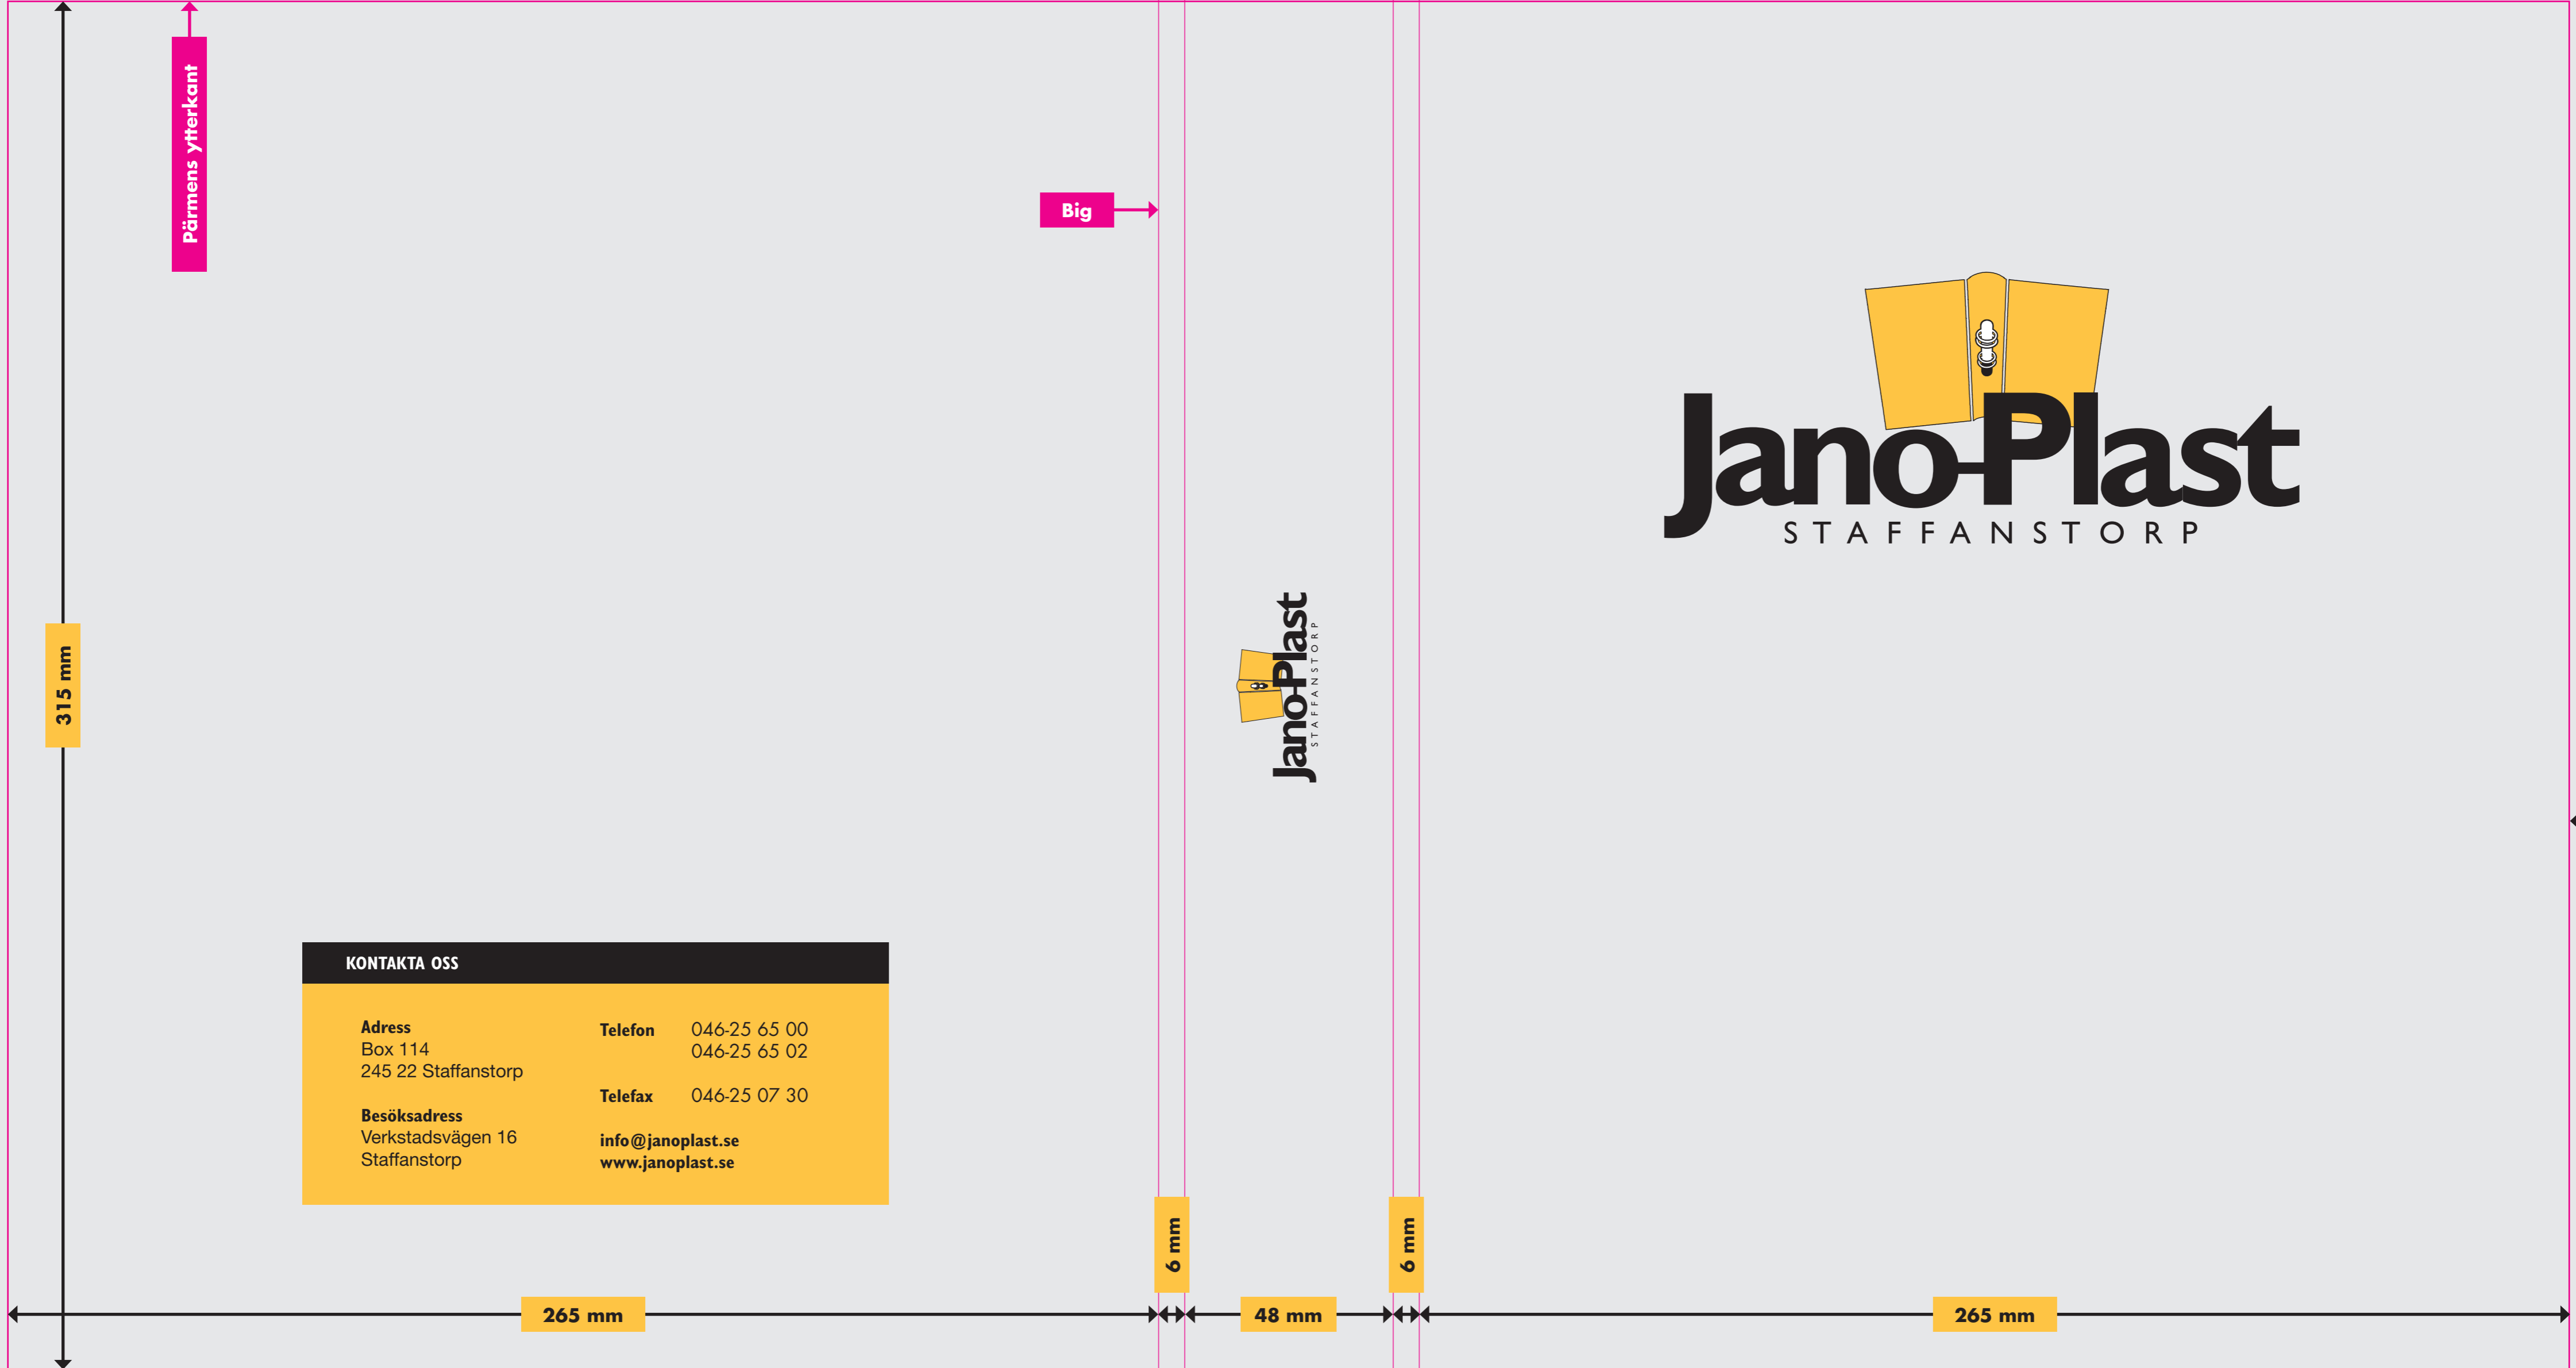 Pärmens ytterkant
Big
315 mm
Jano-Plast
STAFFANSTORP
Jano-Plast
STAFFANSTORP
KONTAKTA OSS
Adress
Box 114
245 22 Staffanstorp
Besöksadress
Verkstadsvägen 16
Staffanstorp
Telefon 046-25 65 00
046-25 65 02
Telefax 046-25 07 30
info@janoplast.se
www.janoplast.se
6 mm
6 mm
265 mm
48 mm
265 mm